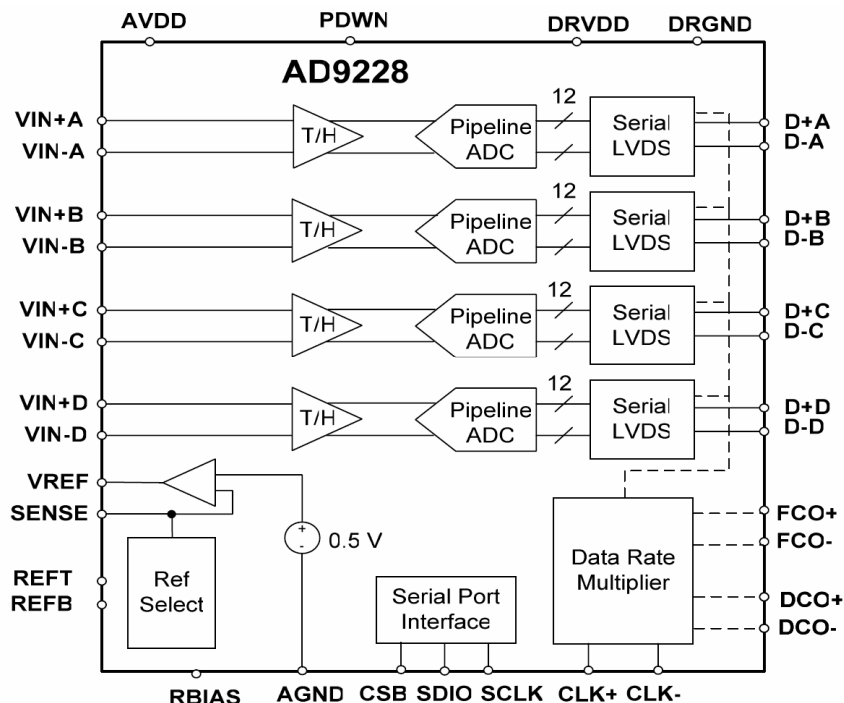 AVDD PDWN DRVDD DRGND
AD9228
VIN+A
VIN-A
T/H
Pipeline
ADC
12
Serial
LVDS
D+A
D-A
VIN+B
VIN-B
T/H
Pipeline
ADC
12
Serial
LVDS
D+B
D-B
VIN+C
VIN-C
T/H
Pipeline
ADC
12
Serial
LVDS
D+C
D-C
VIN+D
VIN-D
T/H
Pipeline
ADC
12
Serial
LVDS
D+D
D-D
VREF
SENSE
+
-
0.5 V
REFT
REFB
Ref
Select
Serial Port
Interface
Data Rate
Multiplier
FCO+
FCO-
DCO+
DCO-
RBIAS AGND CSB SDIO SCLK CLK+ CLK-